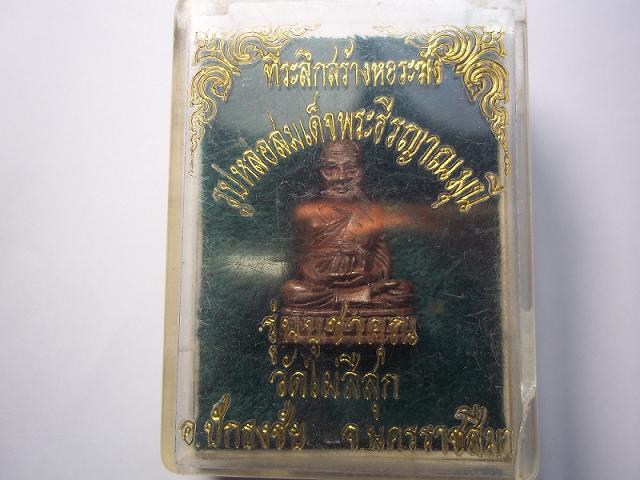 ที่ระลึกสร้างหอระฆัง
รูปหล่อสมเด็จพระธีรญาณมุนี
รุ่นบูชาคุณ
วัดไม่ลีสุก
อ.ปักธงชัย จ.นครราชสีมา